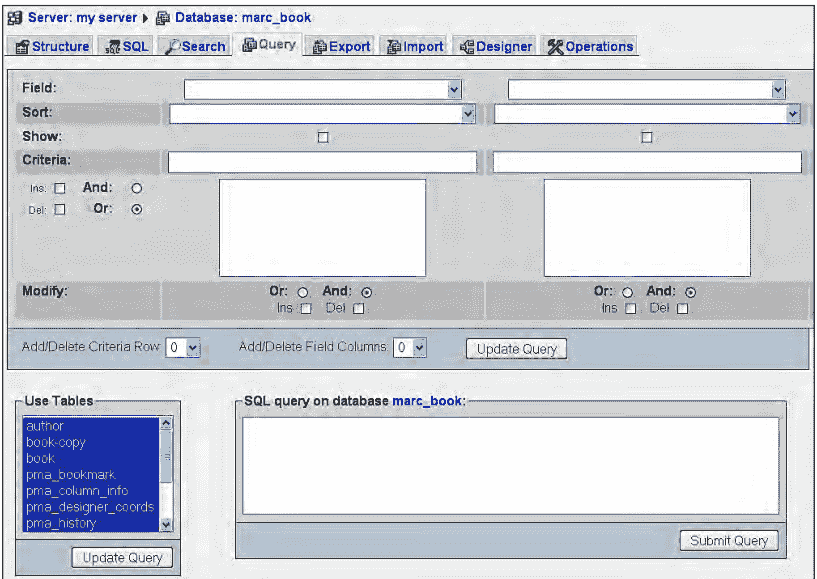 Server: my server Database: marc_book
Structure SQL Search Query Export Import Designer Operations
Field:
Sort:
Show:
Criteria:
Ins: And:
Del: Or:
Modify: Or: And: Or: And:
Ins Del Ins Del
Add/Delete Criteria Row 0 Add/Delete Field Columns 0 Update Query
Use Tables
author
book-copy
book
pma_bookmark
pma_column_info
pma_designer_coords
pma_history
Update Query
SQL query on database marc_book:
Submit Query